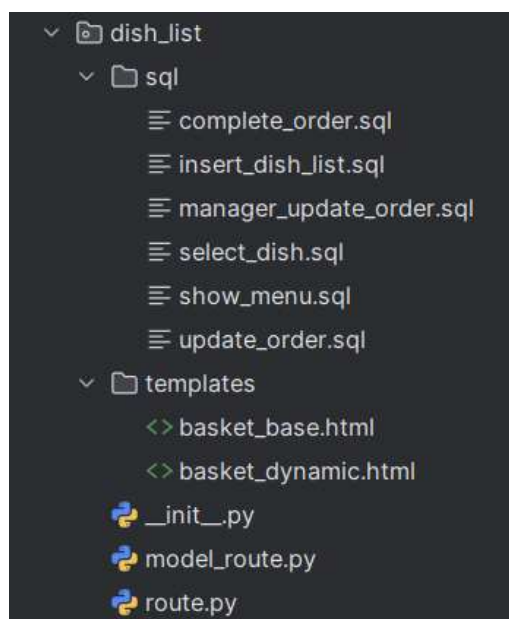 dish_list
sql
complete_order.sql
insert_dish_list.sql
manager_update_order.sql
select_dish.sql
show_menu.sql
update_order.sql
templates
basket_base.html
basket_dynamic.html
__init__.py
model_route.py
route.py